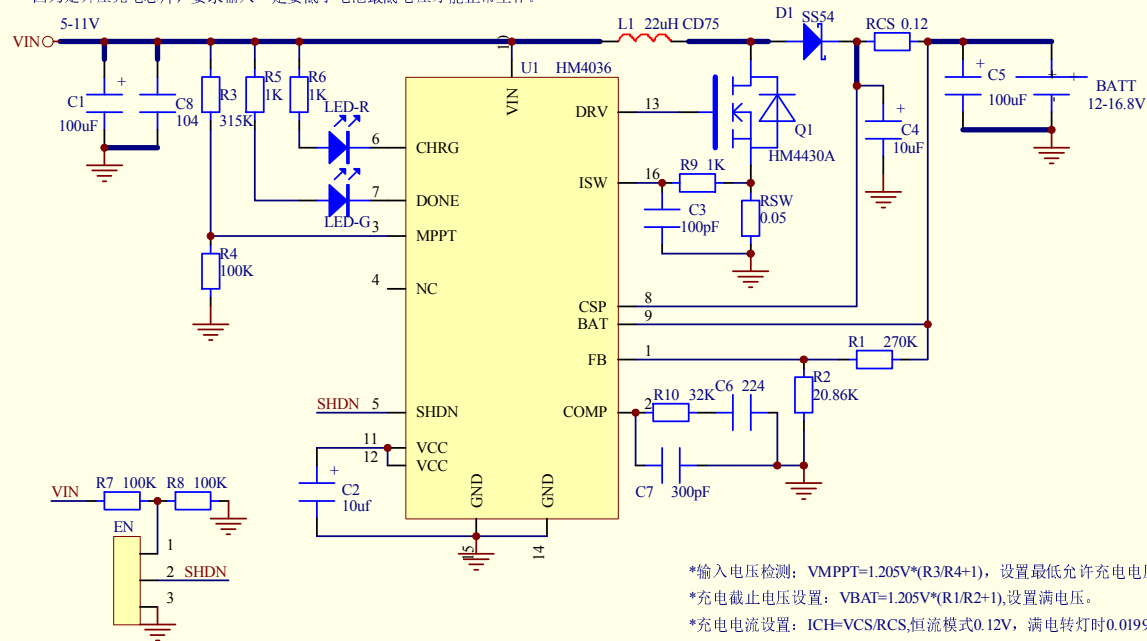 5-11V
VIN
L1 22uH CD75
D1
SS54
RCS 0.12
C1
100uF
C8
104
R3
315K
R5
1K
R6
1K
LED-R
LED-G
R4
100K
10
U1 HM4036
VIN
6
CHRG
7
DONE
3
MPPT
4
NC
SHDN
5
SHDN
11
VCC
12
VCC
GND
GND
15
14
DRV
13
ISW
16
CSP
8
BAT
9
FB
1
COMP
2
Q1
HM4430A
R9 1K
C3
100pF
RSW
0.05
C4
10uF
C5
100uF
BATT
12-16.8V
R1 270K
R2
20.86K
R10 32K
C6 224
C7 300pF
C2
10uf
VIN
R7 100K
R8 100K
EN
1
2
SHDN
3
*输入电压检测：VMPPT=1.205V*(R3/R4+1)，设置最低允许充电电压
*充电截止电压设置：VBAT=1.205V*(R1/R2+1),设置满电压。
*充电电流设置：ICH=VCS/RCS,恒流模式0.12V，满电转灯时0.0199